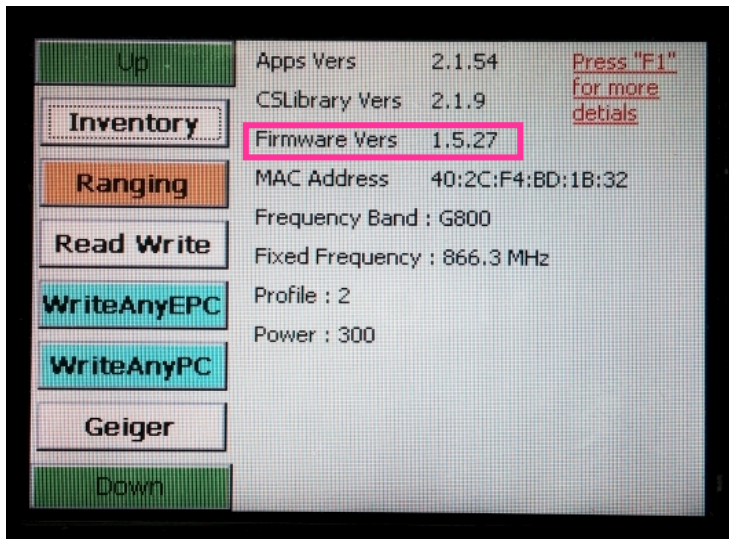 Up
Inventory
Ranging
Read Write
WriteAnyEPC
WriteAnyPC
Geiger
Down
Apps Vers 2.1.54
CSLibrary Vers 2.1.9
Firmware Vers 1.5.27
MAC Address 40:2C:F4:BD:1B:32
Frequency Band : G800
Fixed Frequency : 866.3 MHz
Profile : 2
Power : 300
Press "F1"
for more
detials